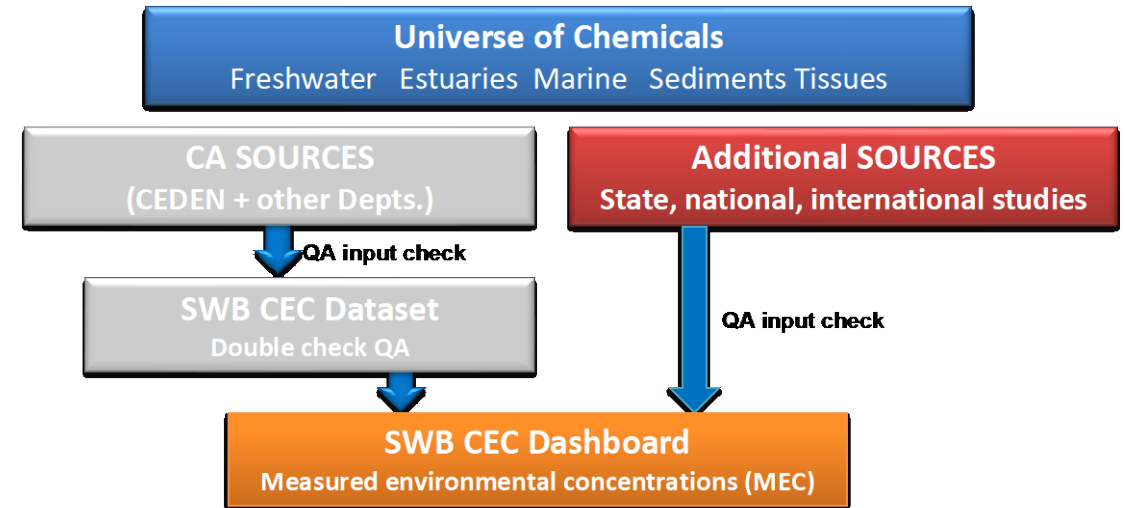 Universe of Chemicals
Freshwater Estuaries Marine Sediments Tissues
CA SOURCES
(CEDEN + other Depts.)
Additional SOURCES
State, national, international studies
QA input check
SWB CEC Dataset
Double check QA
QA input check
SWB CEC Dashboard
Measured environmental concentrations (MEC)